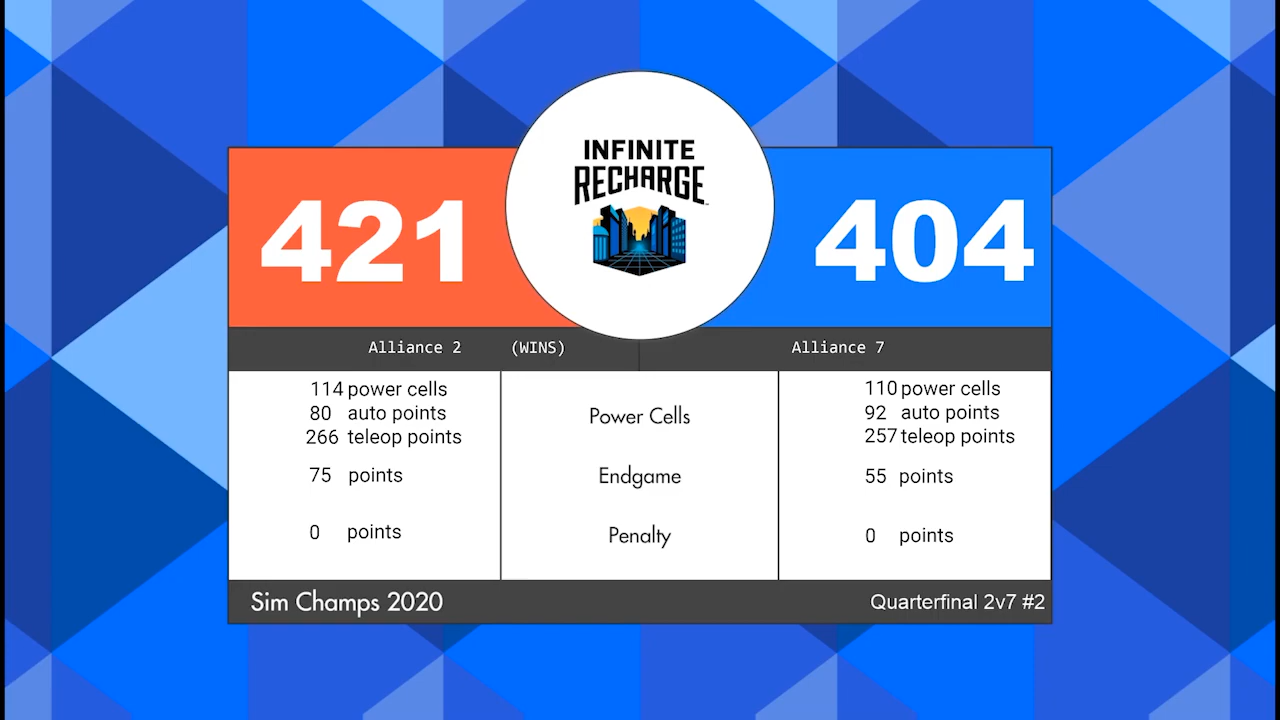 INFINITE
RECHARGE
421
404
Alliance 2 (WINS)
Alliance 7
114 power cells
80 auto points
266 teleop points
75 points
0 points
Power Cells
Endgame
Penalty
110 power cells
92 auto points
257 teleop points
55 points
0 points
Sim Champs 2020
Quarterfinal 2v7 #2